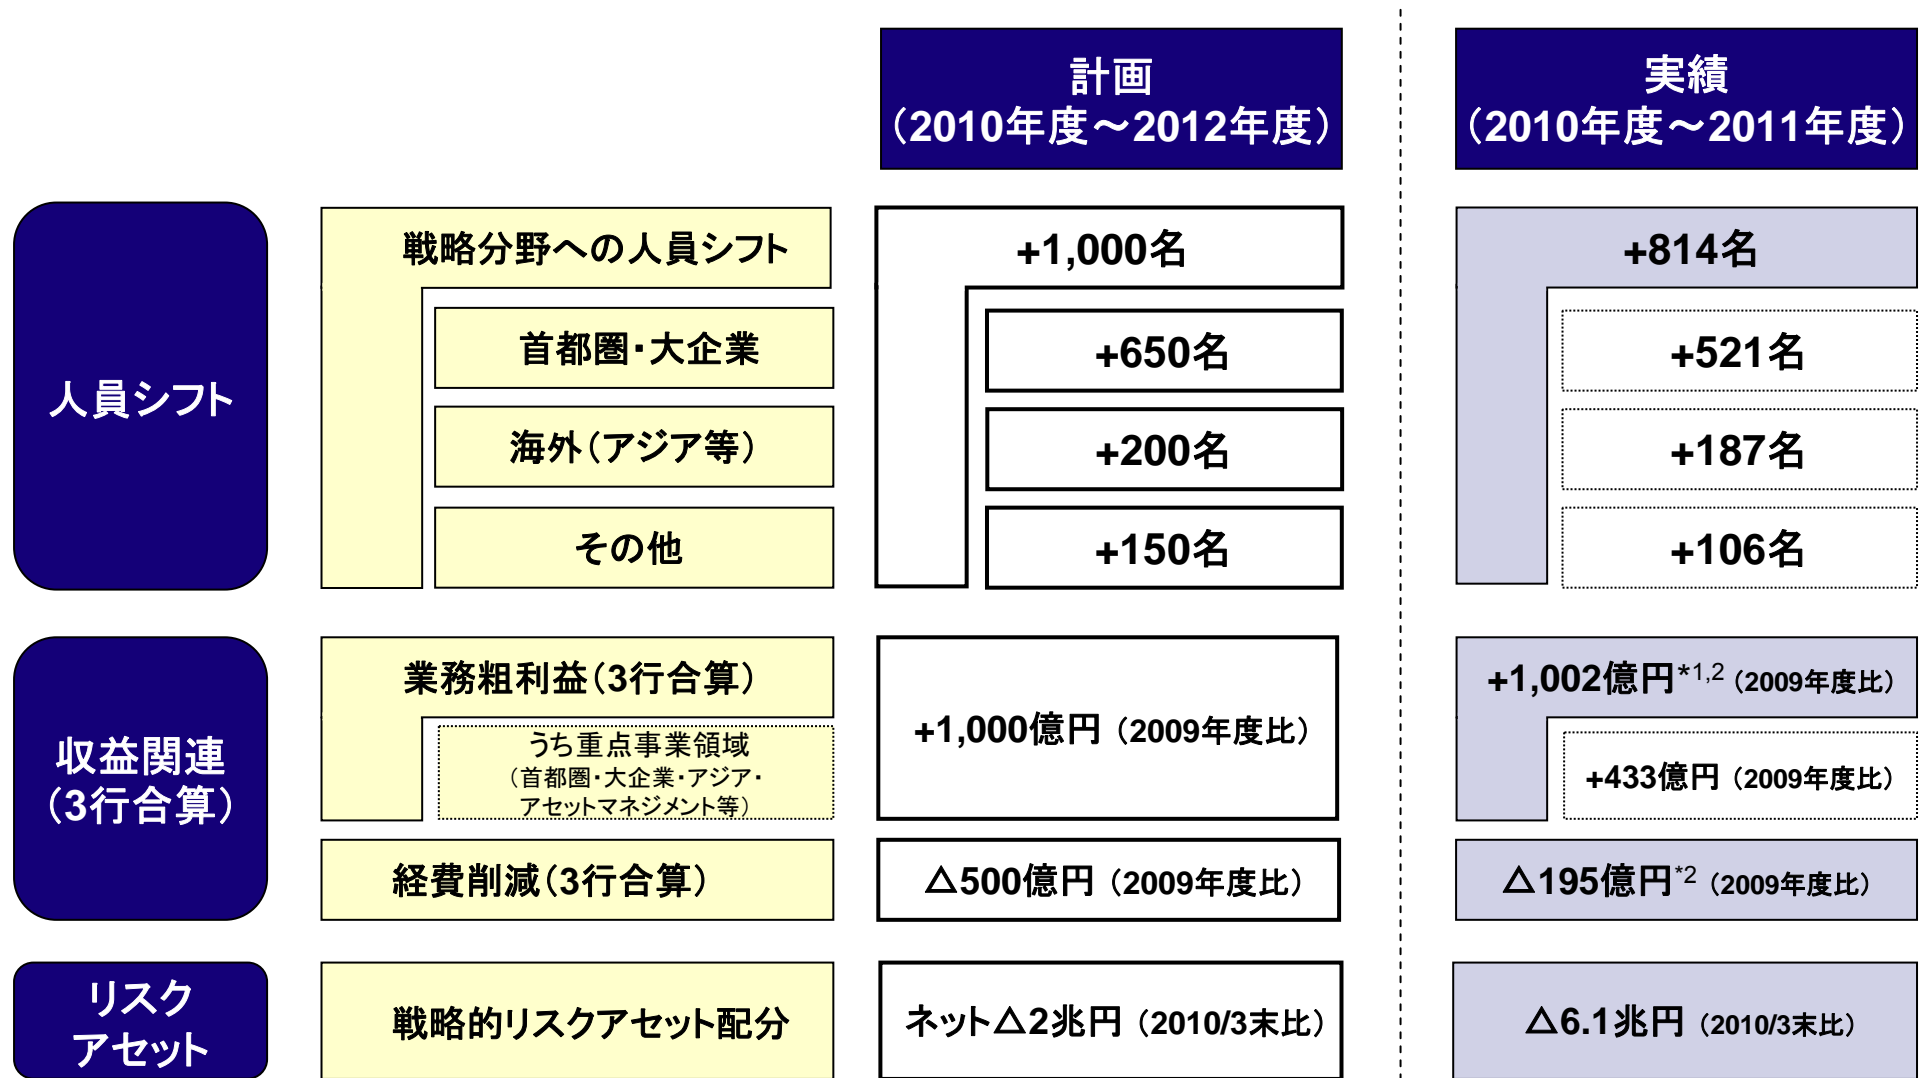 計画
（2010年度～2012年度）
実績
（2010年度～2011年度）
人員シフト
戦略分野への人員シフト
+1,000名
+814名
首都圏・大企業
+650名
+521名
海外（アジア等）
+200名
+187名
その他
+150名
+106名
収益関連
（3行合算）
業務粗利益（3行合算）
+1,000億円（2009年度比）
+1,002億円*1,2（2009年度比）
うち重点事業領域
（首都圏・大企業・アジア・
アセットマネジメント等）
+433億円（2009年度比）
経費削減（3行合算）
△500億円（2009年度比）
△195億円*2（2009年度比）
リスク
アセット
戦略的リスクアセット配分
ネット△2兆円（2010/3末比）
△6.1兆円（2010/3末比）